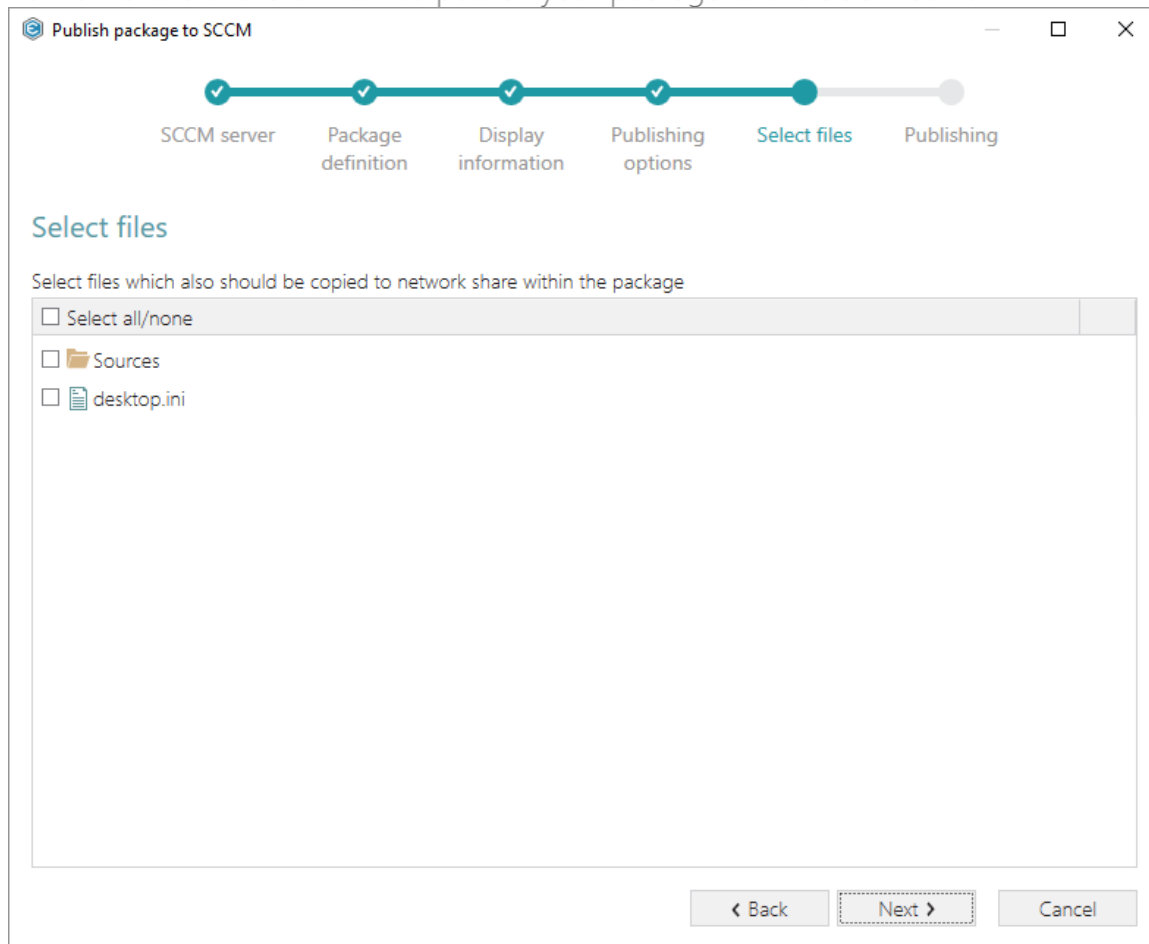 Publish package to SCCM
SCCM server
Package definition
Display information
Publishing options
Select files
Publishing
Select files
Select files which also should be copied to network share within the package
Select all/none
Sources
desktop.ini
Back
Next
Cancel